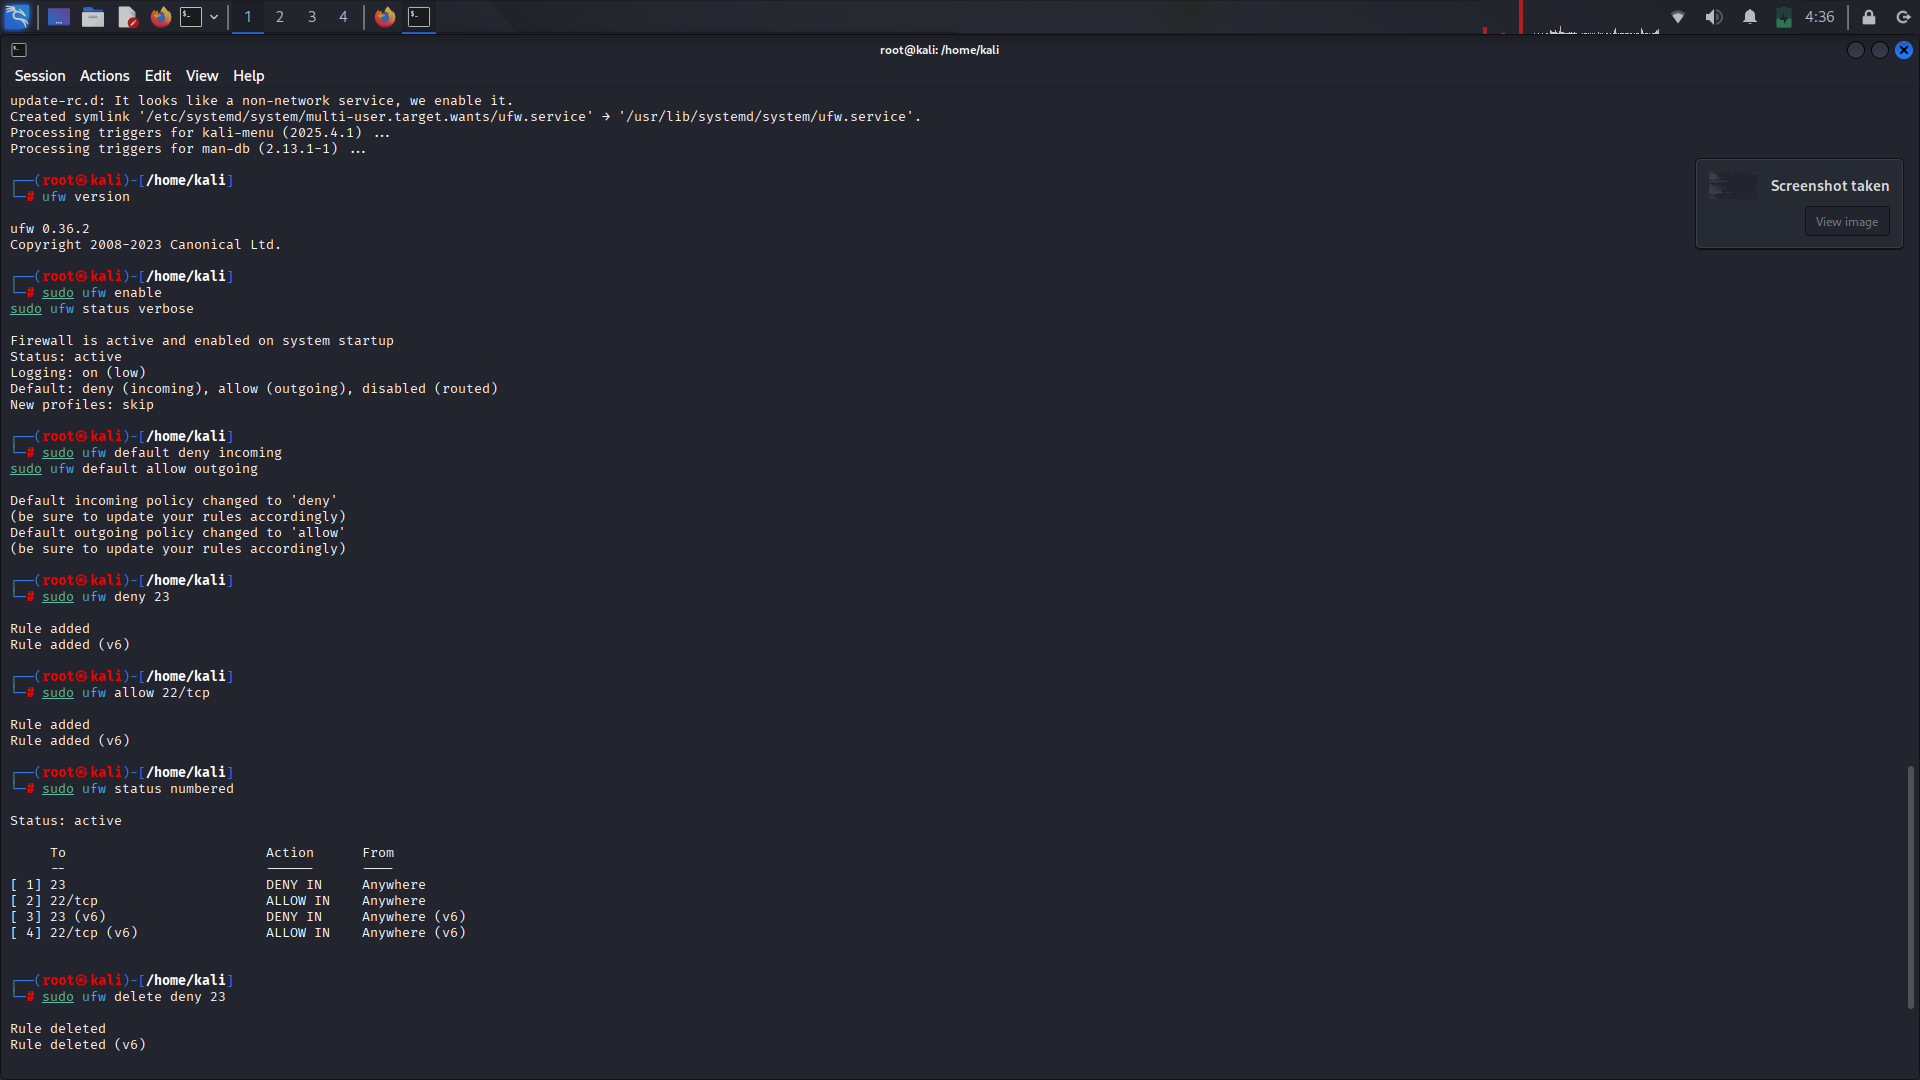 1 2 3 4
4:36
root@kali: /home/kali
Session Actions Edit View Help
update-rc.d: It looks like a non-network service, we enable it.
Created symlink '/etc/systemd/system/multi-user.target.wants/ufw.service' → '/usr/lib/systemd/system/ufw.service'.
Processing triggers for kali-menu (2025.4.1) ...
Processing triggers for man-db (2.13.1-1) ...
┌──(root㉿kali)-[/home/kali]
└─# ufw version
ufw 0.36.2
Copyright 2008-2023 Canonical Ltd.
┌──(root㉿kali)-[/home/kali]
└─# sudo ufw enable
sudo ufw status verbose
Firewall is active and enabled on system startup
Status: active
Logging: on (low)
Default: deny (incoming), allow (outgoing), disabled (routed)
New profiles: skip
┌──(root㉿kali)-[/home/kali]
└─# sudo ufw default deny incoming
sudo ufw default allow outgoing
Default incoming policy changed to 'deny'
(be sure to update your rules accordingly)
Default outgoing policy changed to 'allow'
(be sure to update your rules accordingly)
┌──(root㉿kali)-[/home/kali]
└─# sudo ufw deny 23
Rule added
Rule added (v6)
┌──(root㉿kali)-[/home/kali]
└─# sudo ufw allow 22/tcp
Rule added
Rule added (v6)
┌──(root㉿kali)-[/home/kali]
└─# sudo ufw status numbered
Status: active
     To                         Action      From
     --                         ------      ----
[ 1] 23                         DENY IN     Anywhere
[ 2] 22/tcp                     ALLOW IN    Anywhere
[ 3] 23 (v6)                    DENY IN     Anywhere (v6)
[ 4] 22/tcp (v6)                ALLOW IN    Anywhere (v6)
┌──(root㉿kali)-[/home/kali]
└─# sudo ufw delete deny 23
Rule deleted
Rule deleted (v6)
Screenshot taken
View image